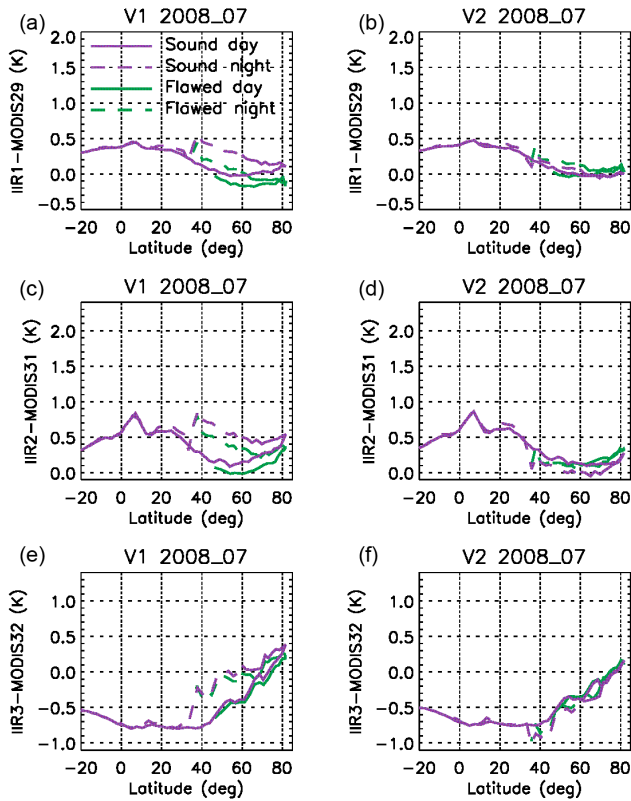 (a) V1 2008_07
IIR1-MODIS29 (K)
2.0
1.5
1.0
0.5
0.0
-0.5
Sound day
Sound night
Flawed day
Flawed night
-20 0 20 40 60 80
Latitude (deg)
(b) V2 2008_07
IIR1-MODIS29 (K)
2.0
1.5
1.0
0.5
0.0
-0.5
-20 0 20 40 60 80
Latitude (deg)
(c) V1 2008_07
IIR2-MODIS31 (K)
2.0
1.5
1.0
0.5
0.0
-20 0 20 40 60 80
Latitude (deg)
(d) V2 2008_07
IIR2-MODIS31 (K)
2.0
1.5
1.0
0.5
0.0
-20 0 20 40 60 80
Latitude (deg)
(e) V1 2008_07
IIR3-MODIS32 (K)
1.0
0.5
0.0
-0.5
-1.0
-20 0 20 40 60 80
Latitude (deg)
(f) V2 2008_07
IIR3-MODIS32 (K)
1.0
0.5
0.0
-0.5
-1.0
-20 0 20 40 60 80
Latitude (deg)